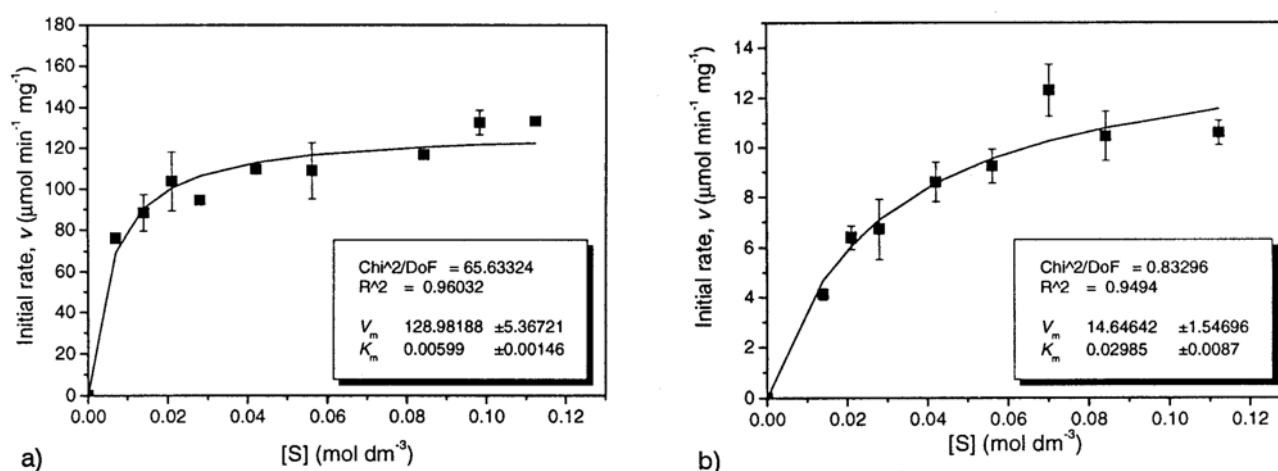 180
160
140
120
100
80
60
40
20
0
Initial rate, v (µmol min⁻¹ mg⁻¹)
Chi^2/DoF = 65.63324
R^2 = 0.96032
Vm 128.98188 ±5.36721
Km 0.00599 ±0.00146
0.00 0.02 0.04 0.06 0.08 0.10 0.12
[S] (mol dm⁻³)
a)
14
12
10
8
6
4
2
0
Initial rate, v (µmol min⁻¹ mg⁻¹)
Chi^2/DoF = 0.83296
R^2 = 0.9494
Vm 14.64642 ±1.54696
Km 0.02985 ±0.0087
0.00 0.02 0.04 0.06 0.08 0.10 0.12
[S] (mol dm⁻³)
b)